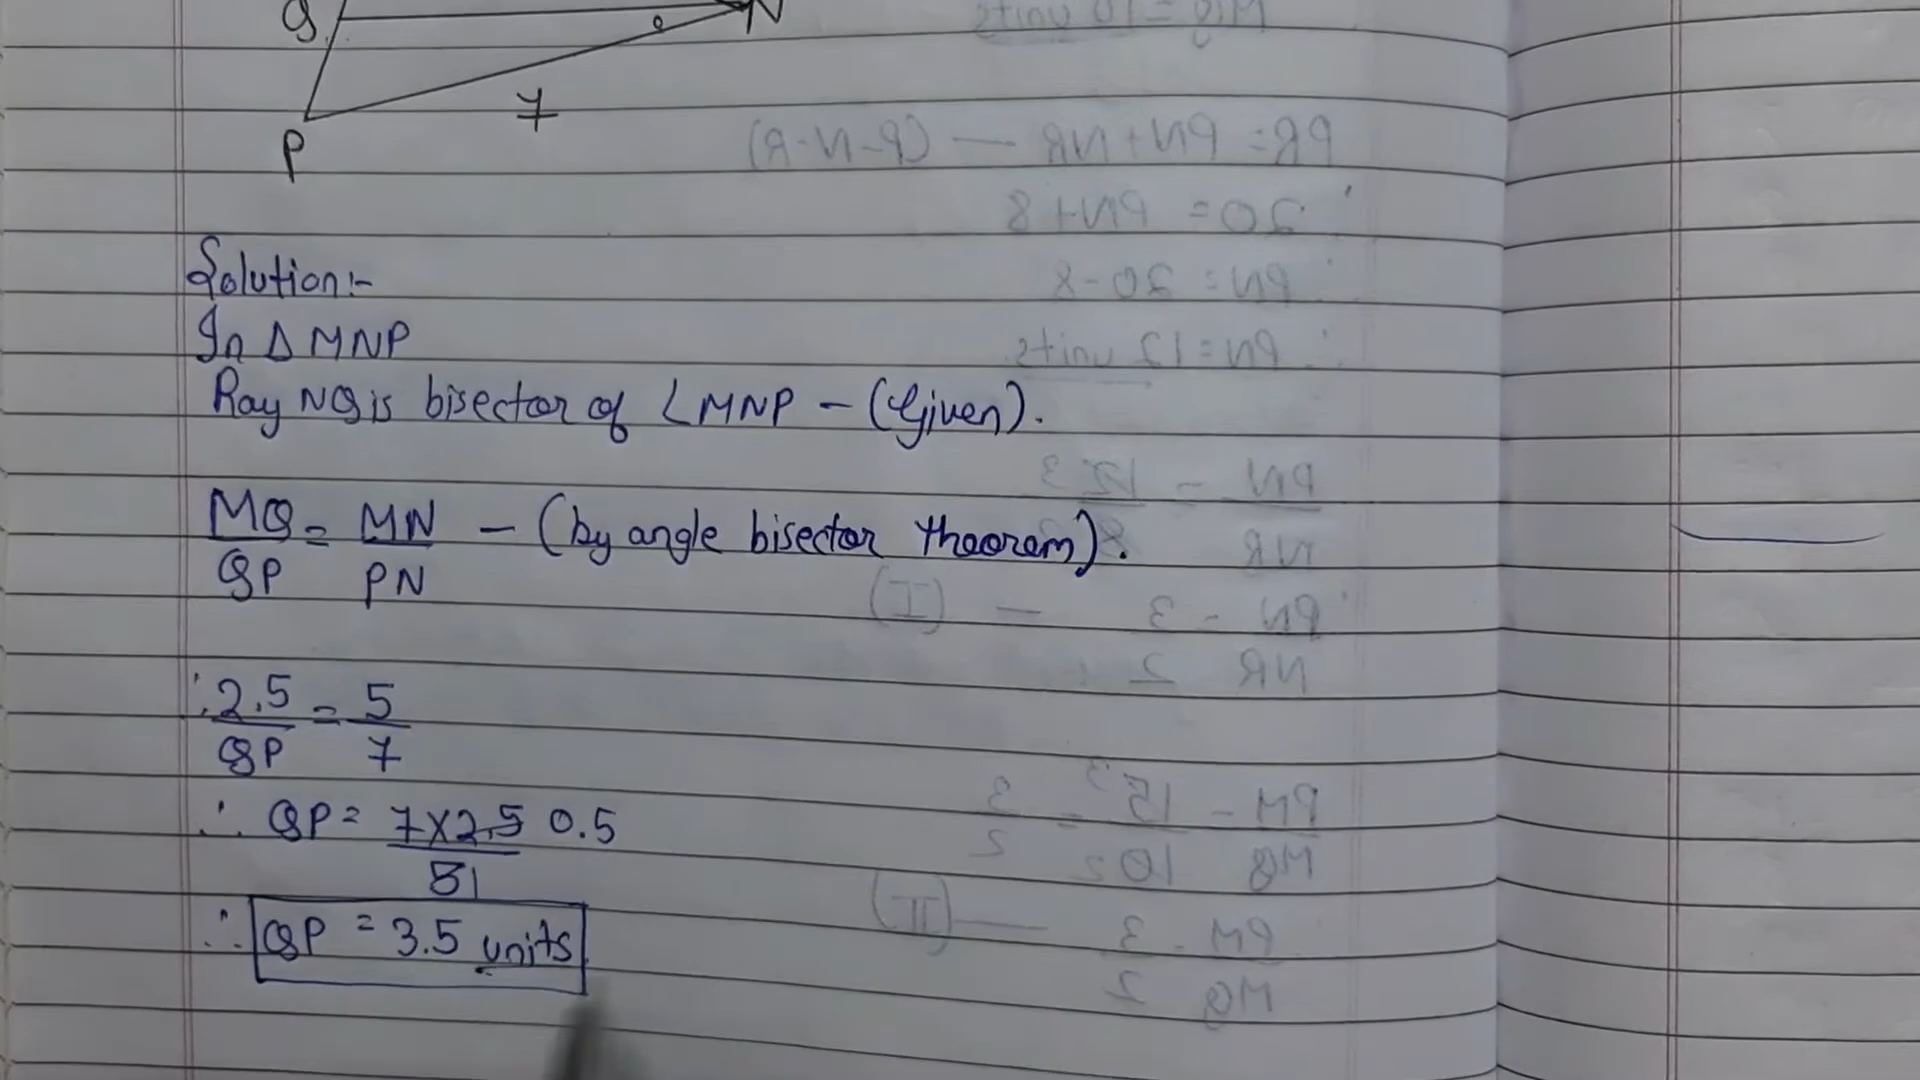 Q
N
7
P
Solution:-
In Δ MNP
Ray NQ is bisector of ∠MNP - (Given).
MQ/QP = MN/PN - (by angle bisector theorem).
∴ 2.5/QP = 5/7
∴ QP = 7×2.5 0.5
51
∴ QP = 3.5 units